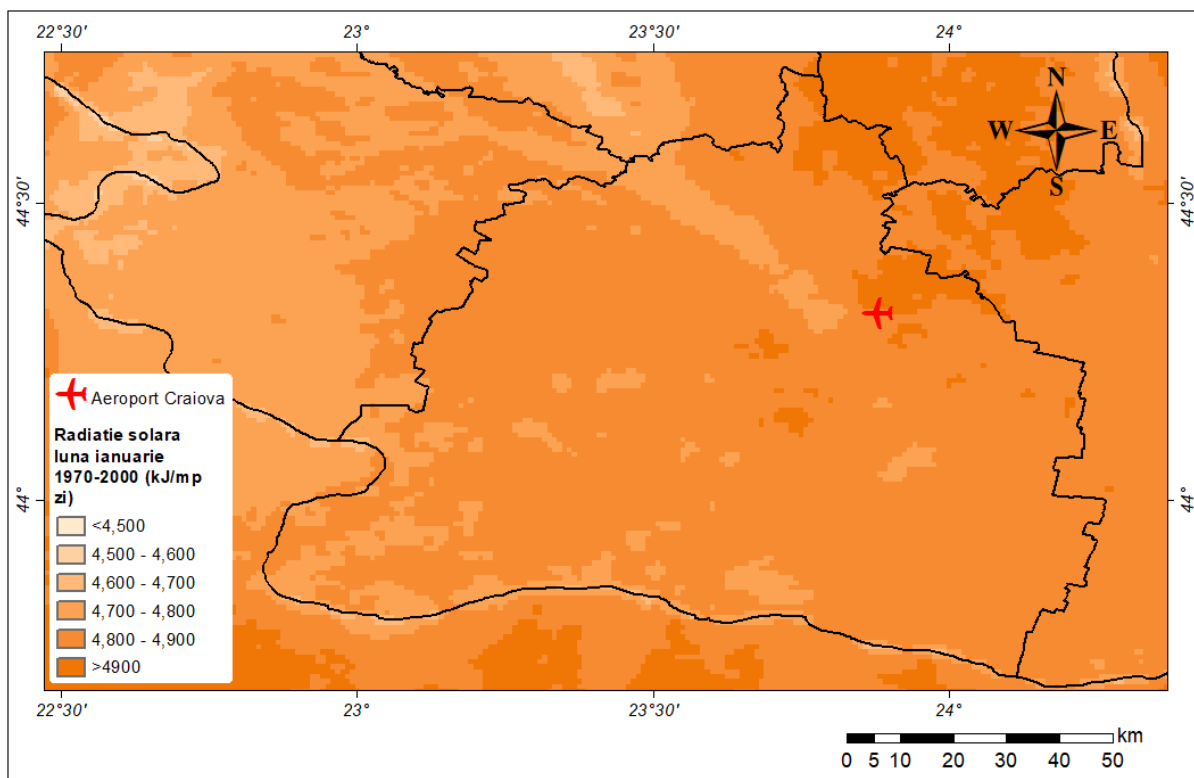 22°30'
23°
23°30'
24°
N
W
E
S
44°30'
44°30'
44°
44°
Aeroport Craiova
Radiatie solara
luna ianuarie
1970-2000 (kJ/mp
zi)
<4,500
4,500 - 4,600
4,600 - 4,700
4,700 - 4,800
4,800 - 4,900
>4900
22°30'
23°
23°30'
24°
km
0 5 10 20 30 40 50